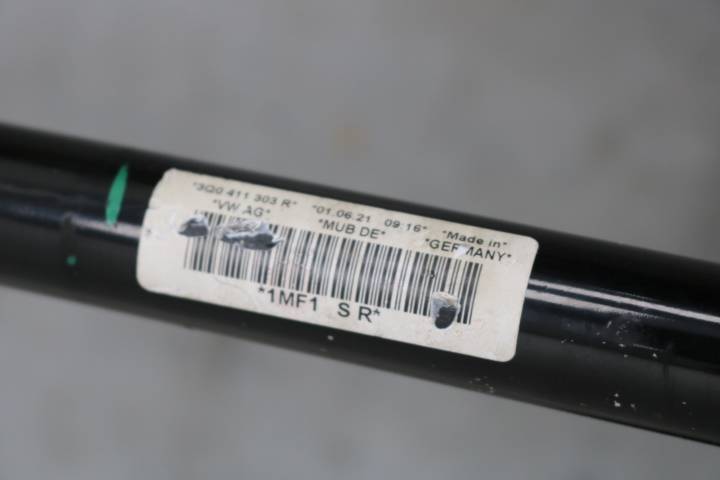 *3Q0 411 303 R* *01.06.21 09:16* *Made in*
*VW AG* *MUB DE* *GERMANY*
*1MF1 S R*